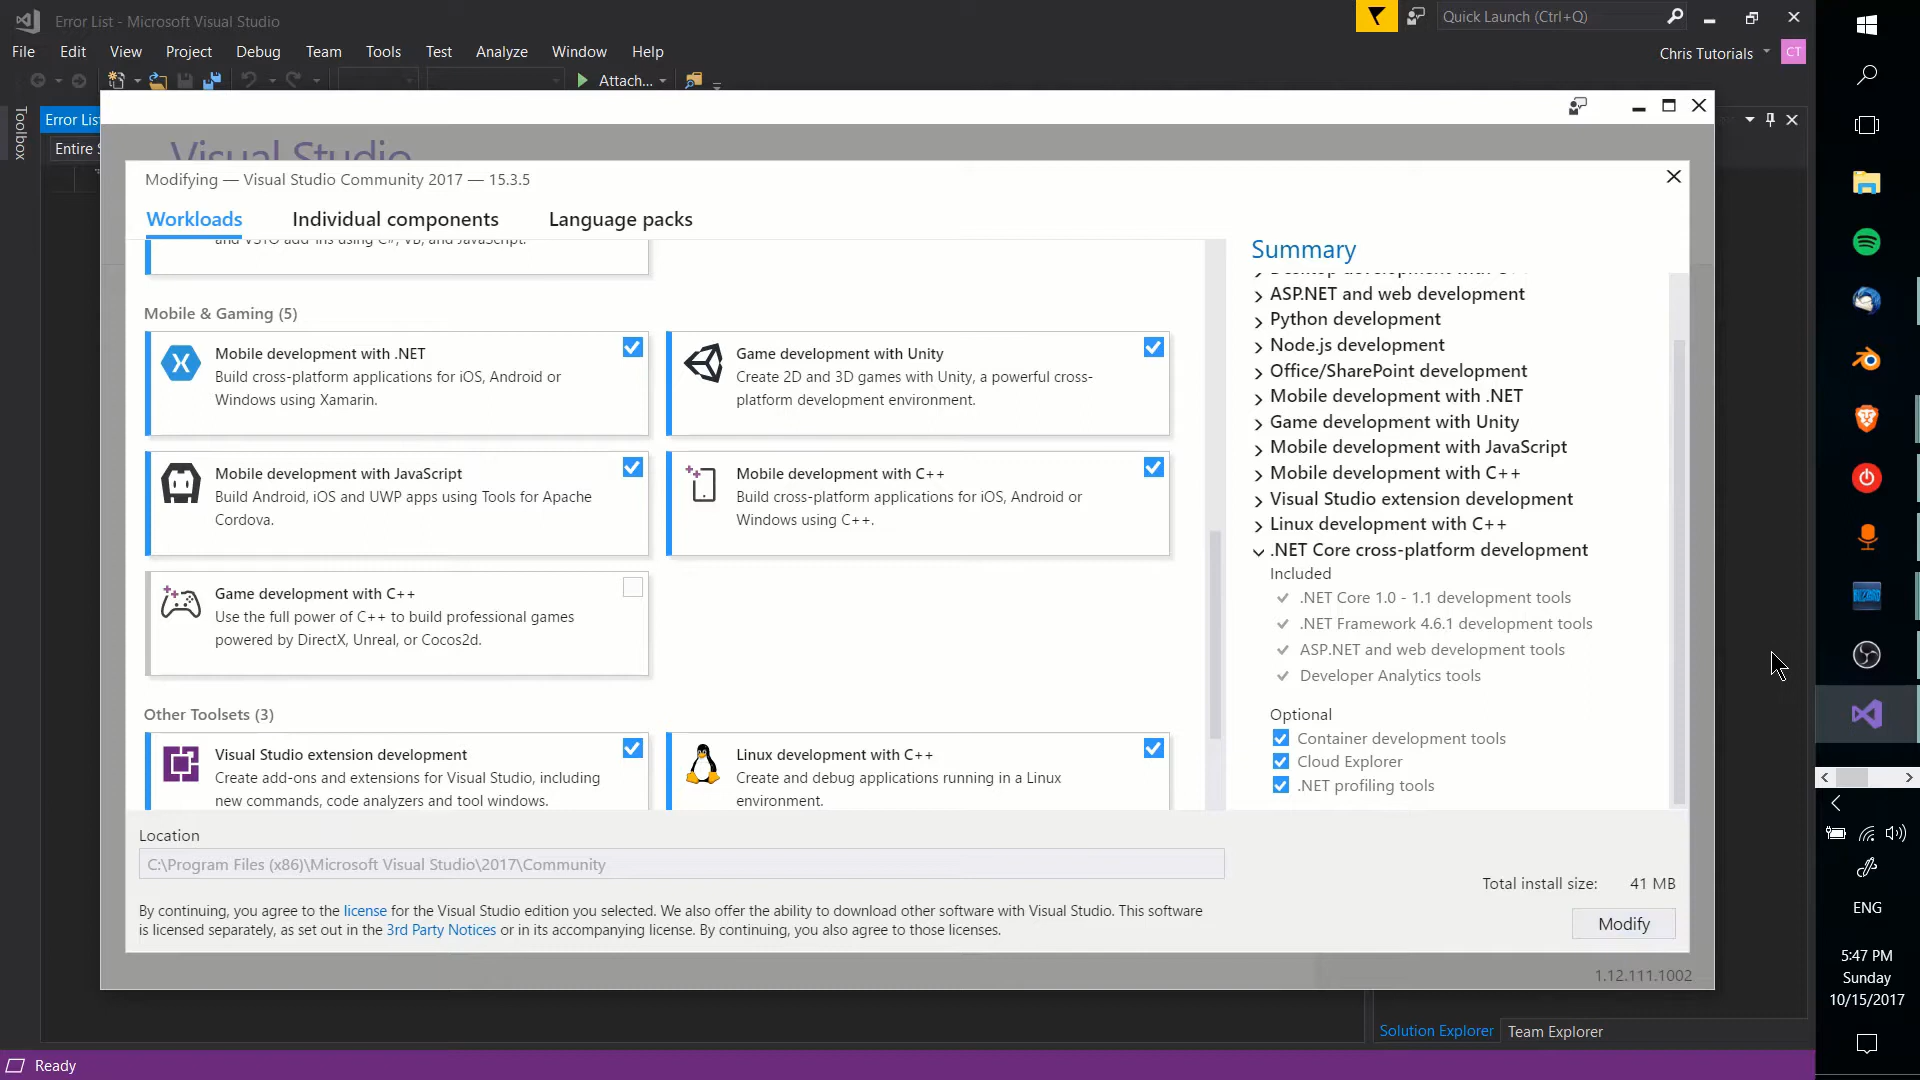 Error List - Microsoft Visual Studio
Quick Launch (Ctrl+Q)
File Edit View Project Debug Team Tools Test Analyze Window Help
Chris Tutorials CT
Attach...
Toolbox
Error Lis
Entire S
Visual Studio
Modifying — Visual Studio Community 2017 — 15.3.5
Workloads Individual components Language packs
and VSTO add-ins using C#, VB, and JavaScript.
Mobile & Gaming (5)
Mobile development with .NET
Build cross-platform applications for iOS, Android or
Windows using Xamarin.
Game development with Unity
Create 2D and 3D games with Unity, a powerful cross-
platform development environment.
Mobile development with JavaScript
Build Android, iOS and UWP apps using Tools for Apache
Cordova.
Mobile development with C++
Build cross-platform applications for iOS, Android or
Windows using C++.
Game development with C++
Use the full power of C++ to build professional games
powered by DirectX, Unreal, or Cocos2d.
Other Toolsets (3)
Visual Studio extension development
Create add-ons and extensions for Visual Studio, including
new commands, code analyzers and tool windows.
Linux development with C++
Create and debug applications running in a Linux
environment.
Summary
Desktop development with C++
ASP.NET and web development
Python development
Node.js development
Office/SharePoint development
Mobile development with .NET
Game development with Unity
Mobile development with JavaScript
Mobile development with C++
Visual Studio extension development
Linux development with C++
.NET Core cross-platform development
Included
.NET Core 1.0 - 1.1 development tools
.NET Framework 4.6.1 development tools
ASP.NET and web development tools
Developer Analytics tools
Optional
Container development tools
Cloud Explorer
.NET profiling tools
Location
C:\Program Files (x86)\Microsoft Visual Studio\2017\Community
Total install size: 41 MB
By continuing, you agree to the license for the Visual Studio edition you selected. We also offer the ability to download other software with Visual Studio. This software
is licensed separately, as set out in the 3rd Party Notices or in its accompanying license. By continuing, you also agree to those licenses.
Modify
1.12.111.1002
Solution Explorer Team Explorer
Ready
ENG
5:47 PM
Sunday
10/15/2017